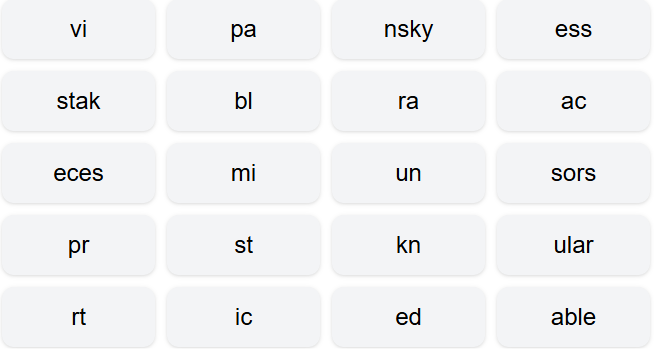 vi pa nsky ess
stak bl ra ac
eces mi un sors
pr st kn ular
rt ic ed able